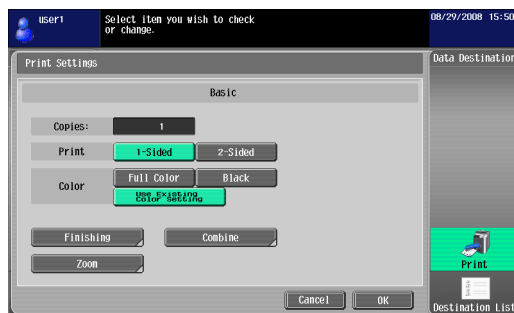 user1
Select item you wish to check
or change.
08/29/2008 15:50
Print Settings
Data Destination
Basic
Copies: 1
Print 1-Sided 2-Sided
Color Full Color Black
Use Existing
Color Setting
Finishing Combine
Zoom
Print
Cancel OK
Destination List